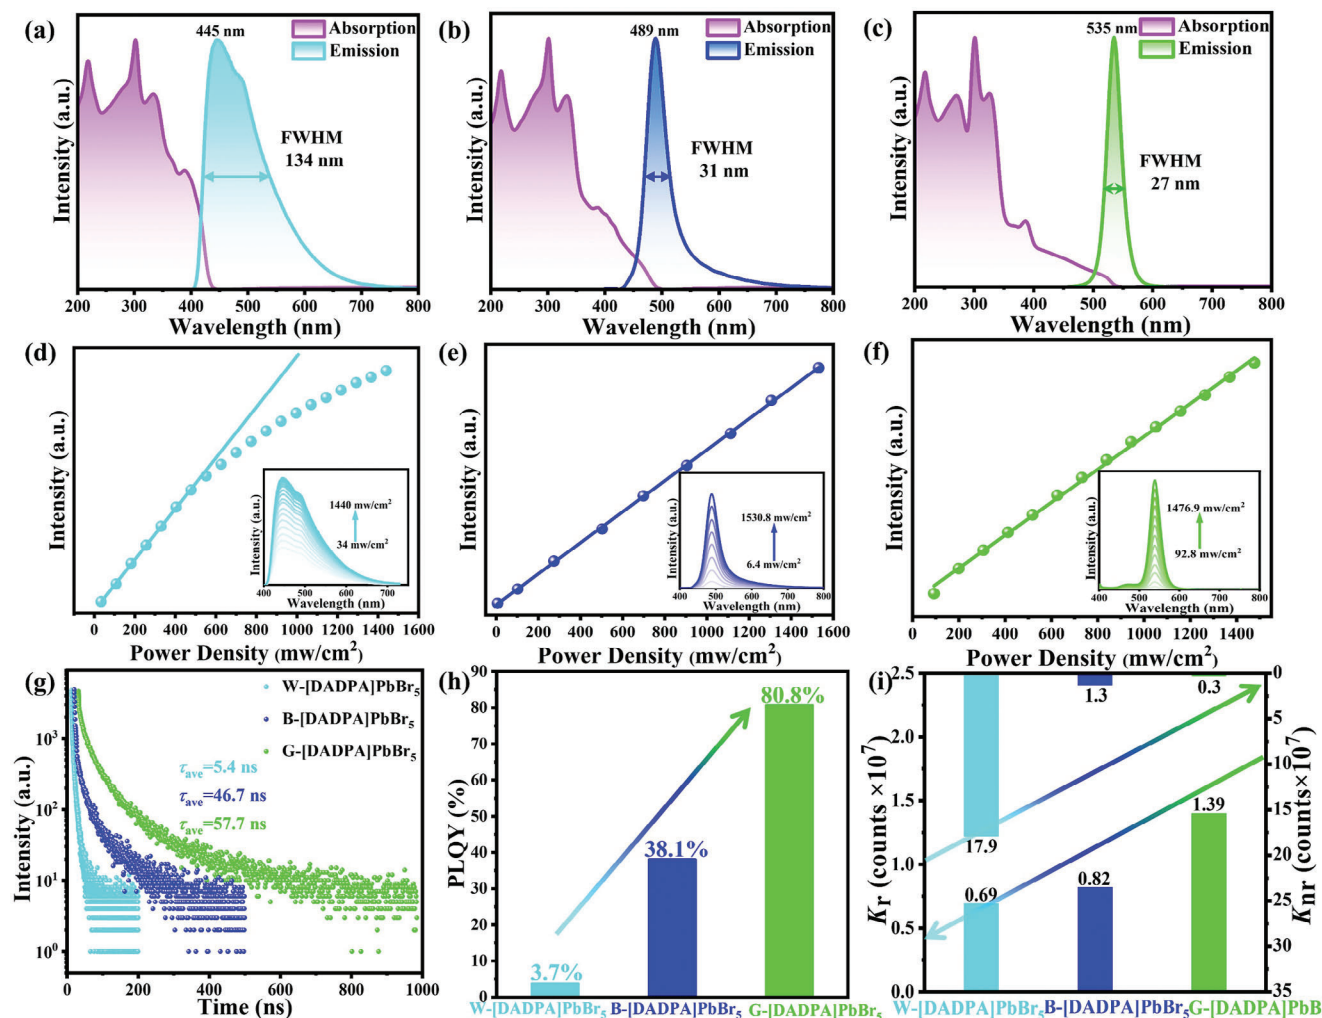 (a)
445 nm
Absorption
Emission
FWHM
134 nm
Intensity (a.u.)
200 300 400 500 600 700 800
Wavelength (nm)
(b)
489 nm
Absorption
Emission
FWHM
31 nm
Intensity (a.u.)
200 300 400 500 600 700 800
Wavelength (nm)
(c)
535 nm
Absorption
Emission
FWHM
27 nm
Intensity (a.u.)
200 300 400 500 600 700 800
Wavelength (nm)
(d)
Intensity (a.u.)
0 200 400 600 800 1000 1200 1400 1600
Power Density (mw/cm²)
1440 mw/cm²
34 mw/cm²
Intensity (a.u.)
400 500 600 700
Wavelength (nm)
(e)
Intensity (a.u.)
0 200 400 600 800 1000 1200 1400 1600
Power Density (mw/cm²)
1530.8 mw/cm²
6.4 mw/cm²
Intensity (a.u.)
400 500 600 700 800
Wavelength (nm)
(f)
Intensity (a.u.)
0 200 400 600 800 1000 1200 1400
Power Density (mw/cm²)
1476.9 mw/cm²
92.8 mw/cm²
Intensity (a.u.)
400 500 600 700 800
Wavelength (nm)
(g)
W-[DADPA]PbBr₅
B-[DADPA]PbBr₅
G-[DADPA]PbBr₅
τave=5.4 ns
τave=46.7 ns
τave=57.7 ns
Intensity (a.u.)
10³
10²
10¹
10⁰
0 200 400 600 800 1000
Time (ns)
(h)
PLQY (%)
90
80
70
60
50
40
30
20
10
0
80.8%
38.1%
3.7%
W-[DADPA]PbBr₅ B-[DADPA]PbBr₅ G-[DADPA]PbBr₅
(i)
Kr (counts ×10⁷)
2.5
2.0
1.5
1.0
0.5
0.0
1.3
0.3
17.9
0.69
0.82
1.39
0
5
10
15
20
25
30
35
Knr (counts×10⁷)
W-[DADPA]PbBr₅ B-[DADPA]PbBr₅ G-[DADPA]PbB